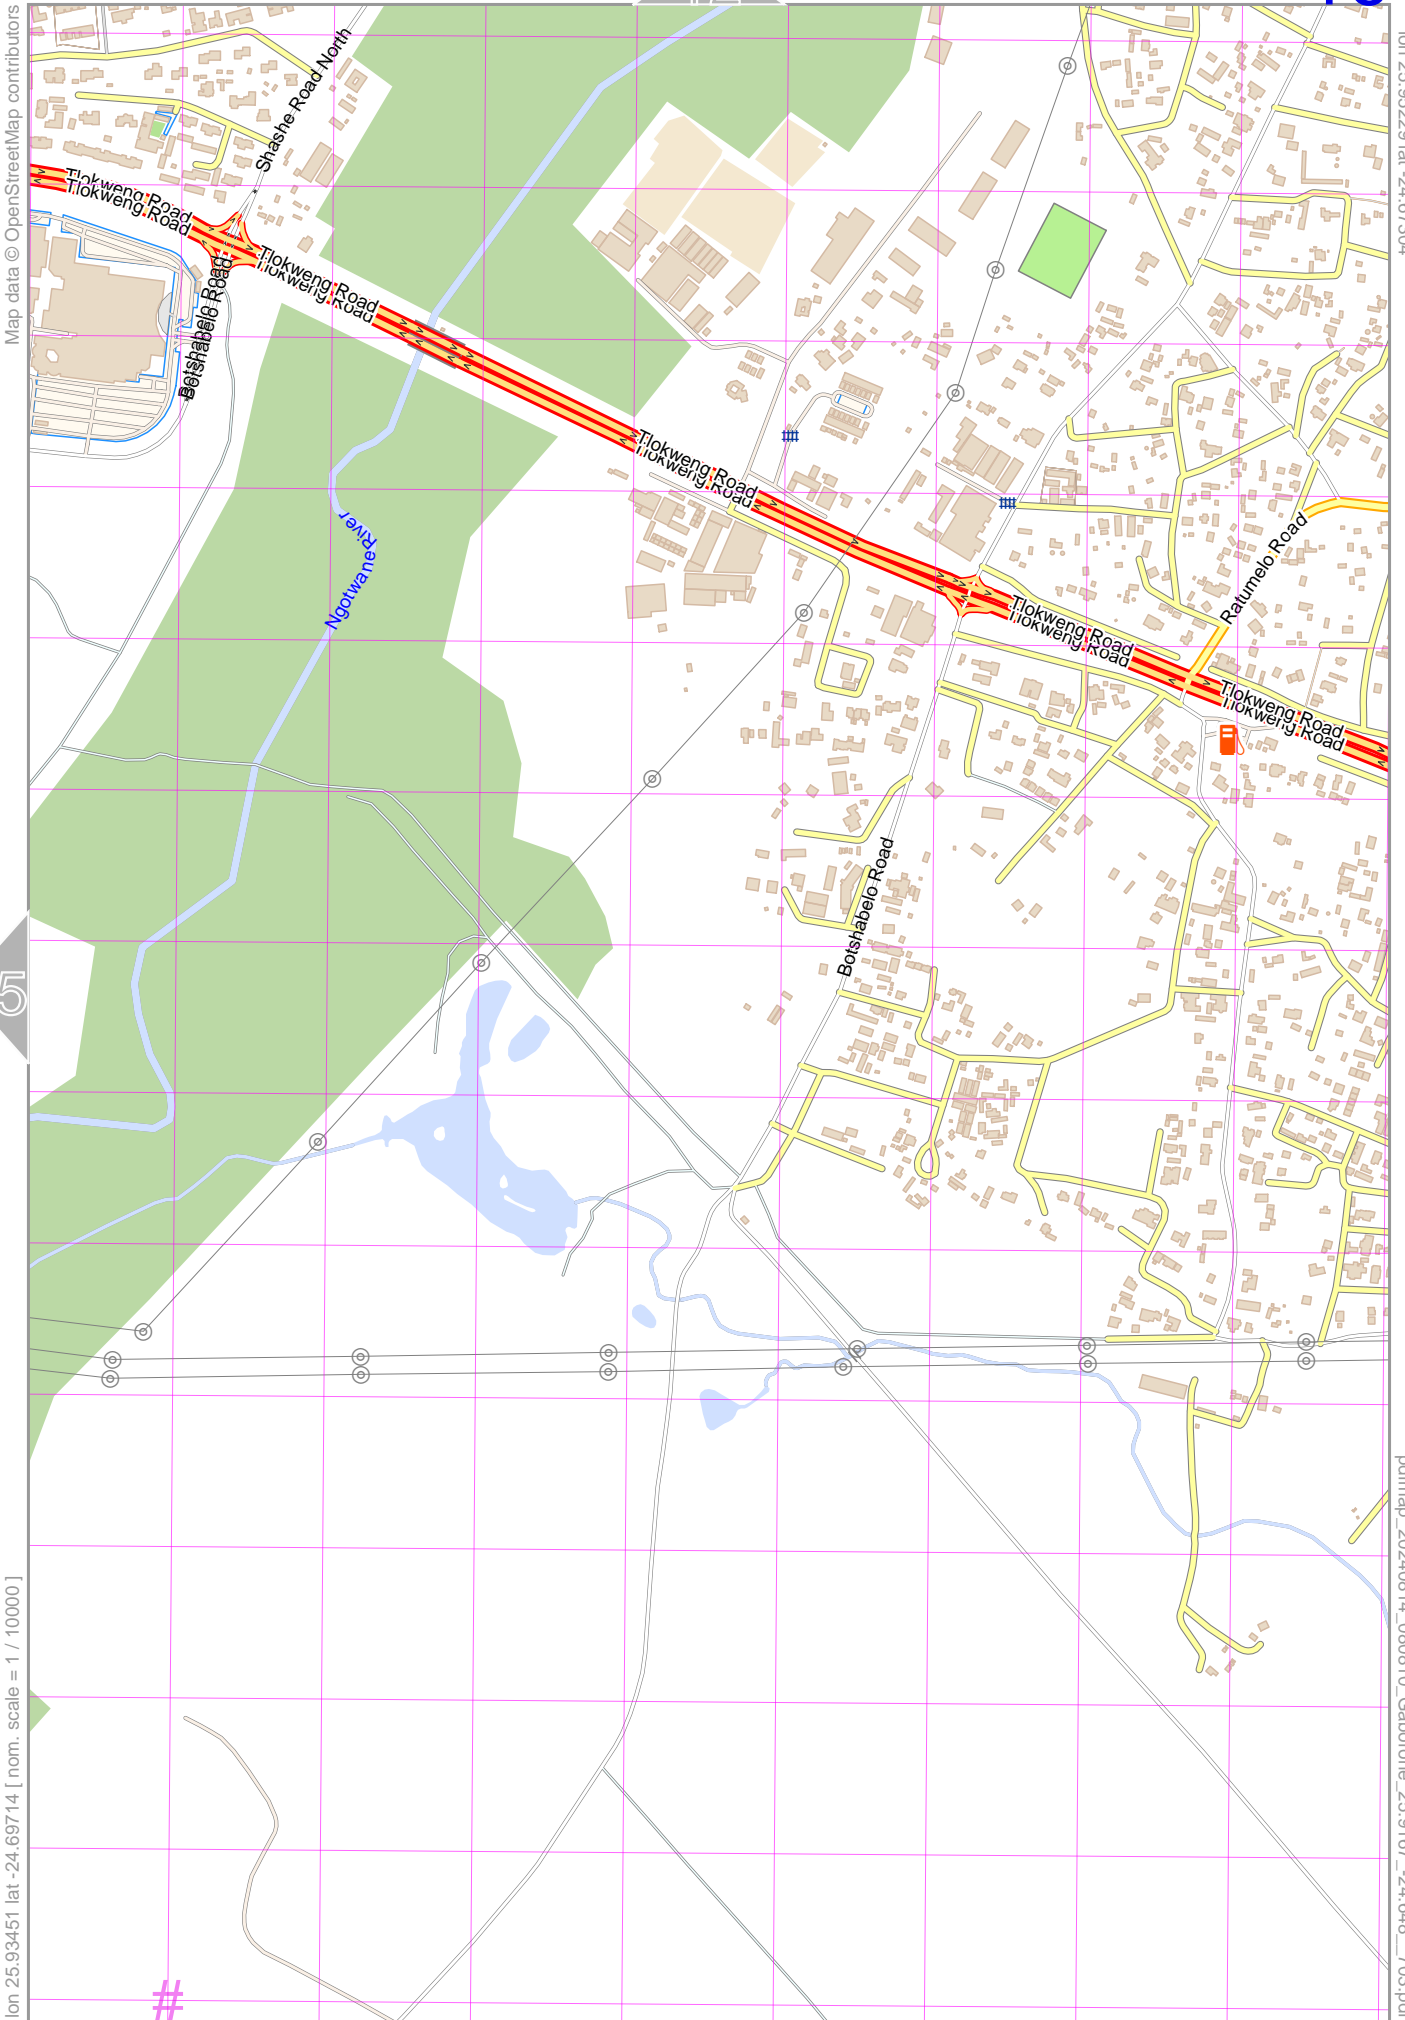 Map data © OpenStreetMap contributors
Shashe Road North
Tlokweng Road
Tlokweng Road
Tlokweng Road
Tlokweng Road
Botshabelo Road
Botshabelo Road
Tlokweng Road
Tlokweng Road
Ngotwane River
Ratumelo Road
Tlokweng Road
Tlokweng Road
Tlokweng Road
Tlokweng Road
Botshabelo Road
5
lon 25.93451 lat -24.69714 [ nom. scale = 1 / 10000 ]
#